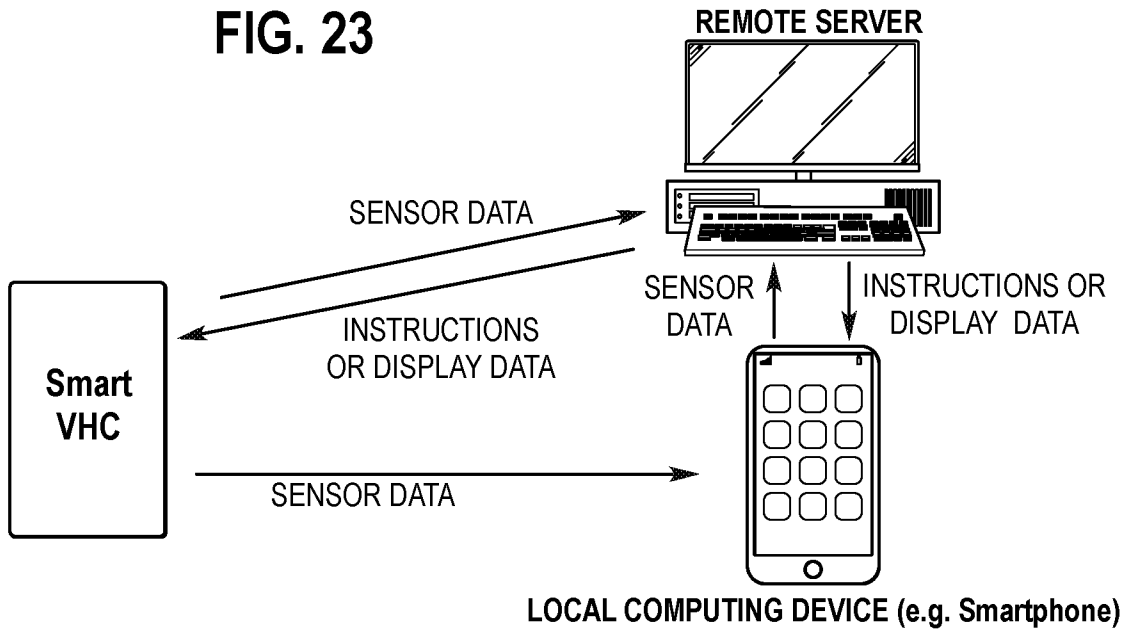 FIG. 23
REMOTE SERVER
SENSOR DATA
INSTRUCTIONS
OR DISPLAY DATA
SENSOR
DATA
INSTRUCTIONS OR
DISPLAY DATA
Smart
VHC
SENSOR DATA
LOCAL COMPUTING DEVICE (e.g. Smartphone)